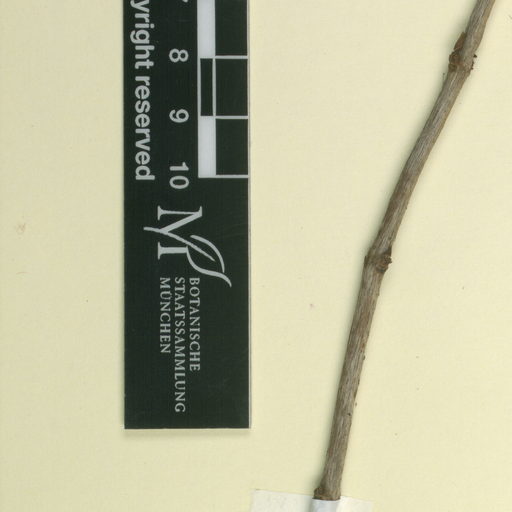 7
8
9
10
yright reserved
M
BOTANISCHE
STAATSSAMMLUNG
MÜNCHEN